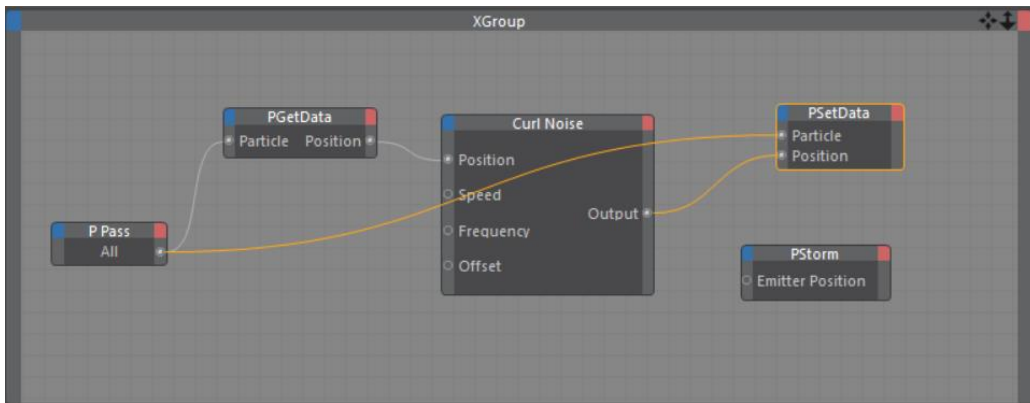 XGroup
PGetData
Particle Position
Curl Noise
Position
Speed
Frequency
Offset
Output
PSetData
Particle
Position
P Pass
All
PStorm
Emitter Position